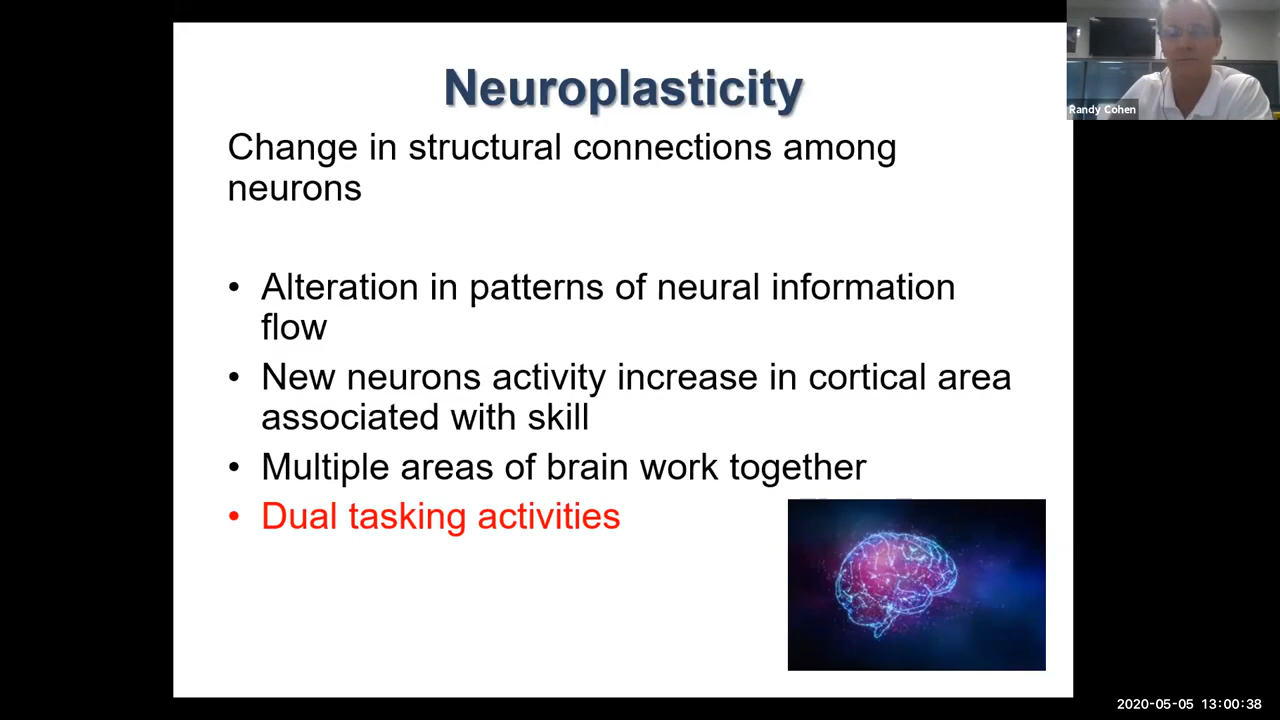 Neuroplasticity
Change in structural connections among
neurons
• Alteration in patterns of neural information
flow
• New neurons activity increase in cortical area
associated with skill
• Multiple areas of brain work together
• Dual tasking activities
Randy Cohen
2020-05-05 13:00:38